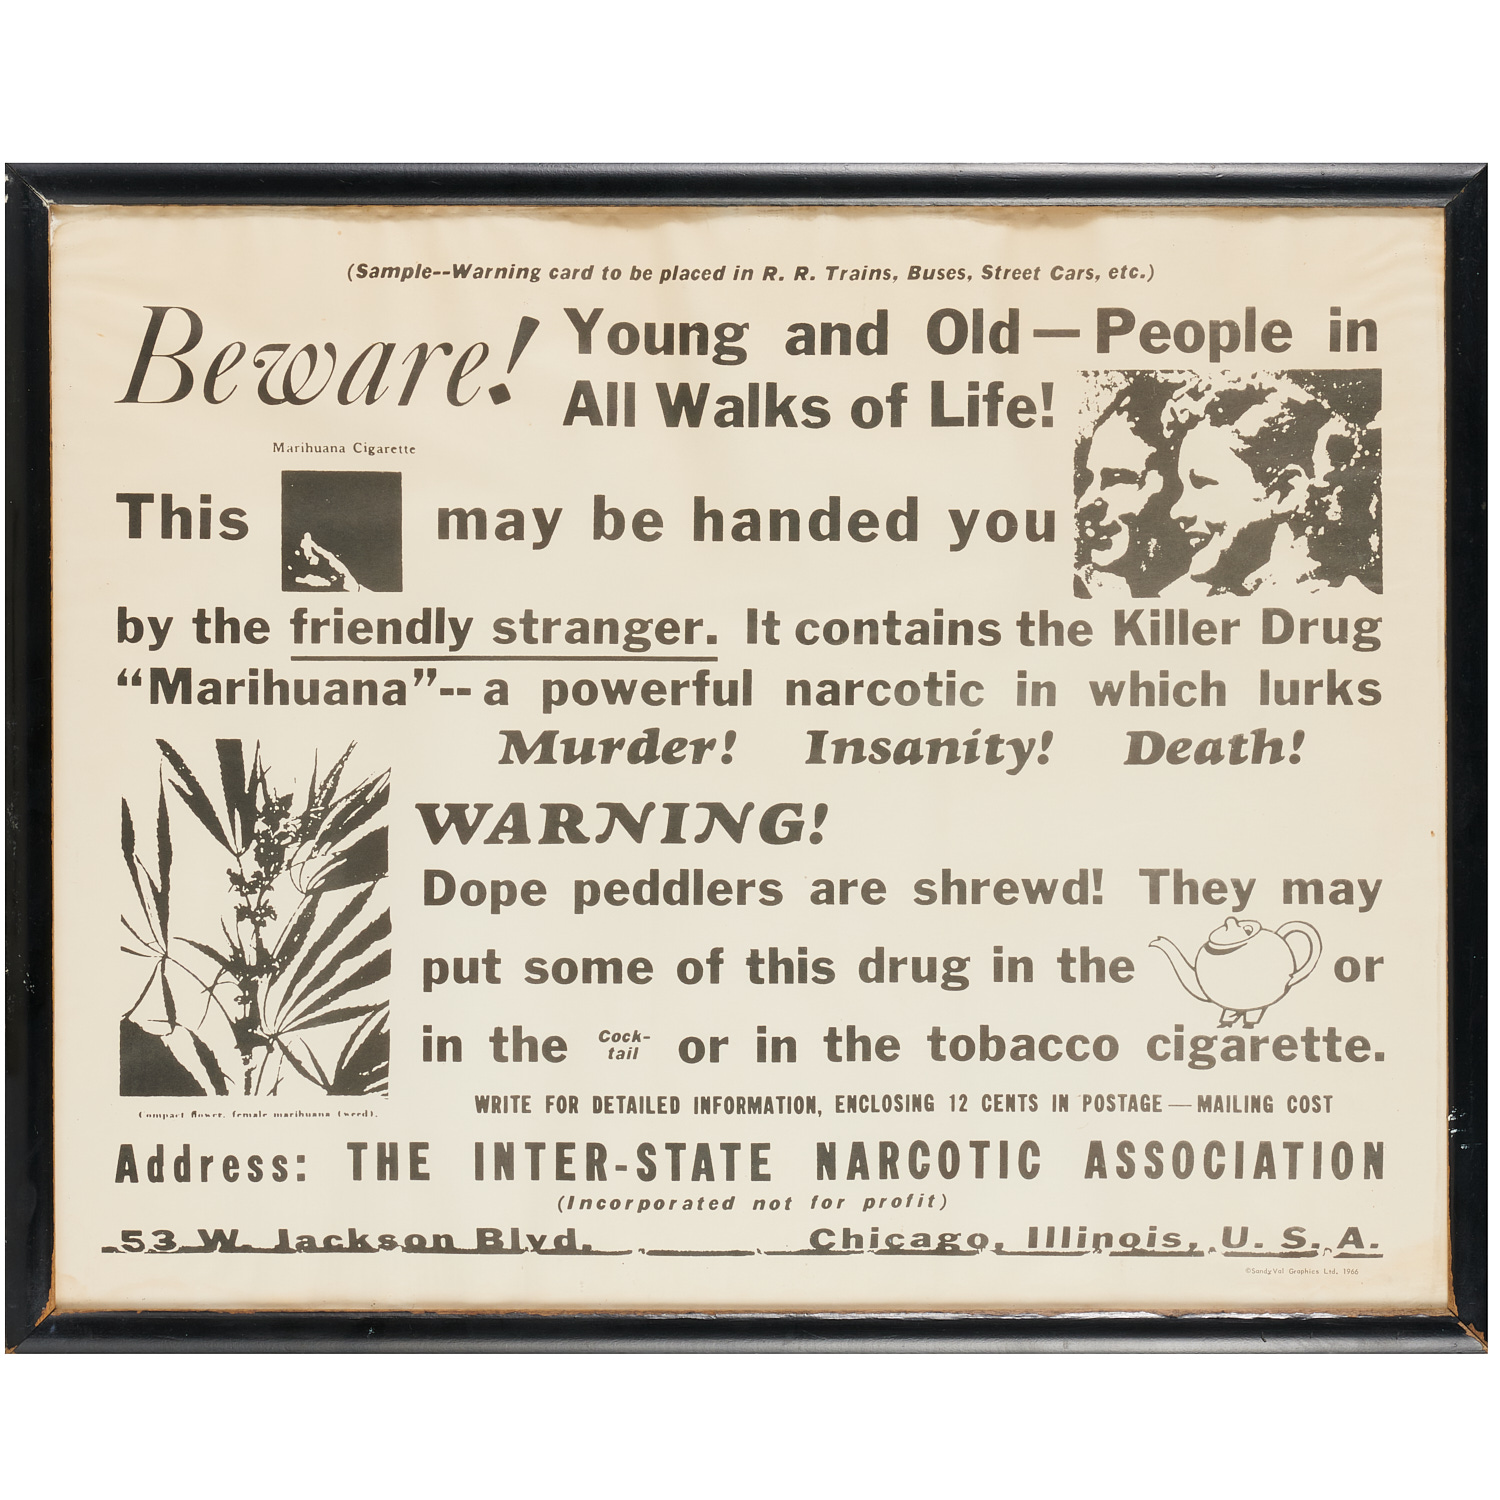 (Sample--Warning card to be placed in R. R. Trains, Buses, Street Cars, etc.)
Beware! Young and Old—People in
All Walks of Life!
Marihuana Cigarette
This may be handed you
by the friendly stranger. It contains the Killer Drug
“Marihuana”--a powerful narcotic in which lurks
Murder! Insanity! Death!
WARNING!
Dope peddlers are shrewd! They may
put some of this drug in the or
in the Cock-
tail or in the tobacco cigarette.
Compact flower, female marihuana (weed).
WRITE FOR DETAILED INFORMATION, ENCLOSING 12 CENTS IN POSTAGE—MAILING COST
Address: THE INTER-STATE NARCOTIC ASSOCIATION
(Incorporated not for profit)
53 W. Jackson Blvd. Chicago, Illinois, U. S. A.
©Sandy Val Graphics Ltd. 1966